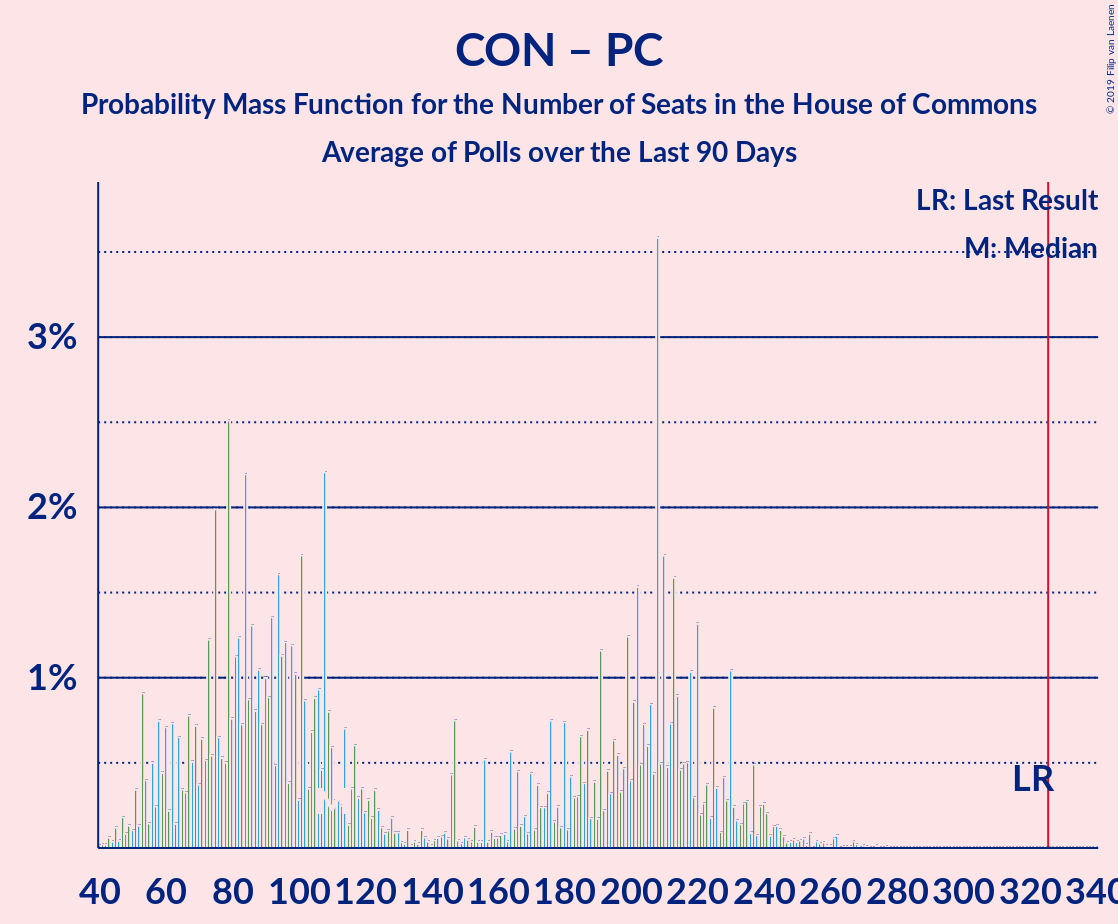 CON – PC
Probability Mass Function for the Number of Seats in the House of Commons
Average of Polls over the Last 90 Days
© 2019 Filip van Laenen
LR: Last Result
M: Median
3%
2%
1%
LR
40 60 80 100 120 140 160 180 200 220 240 260 280 300 320 340